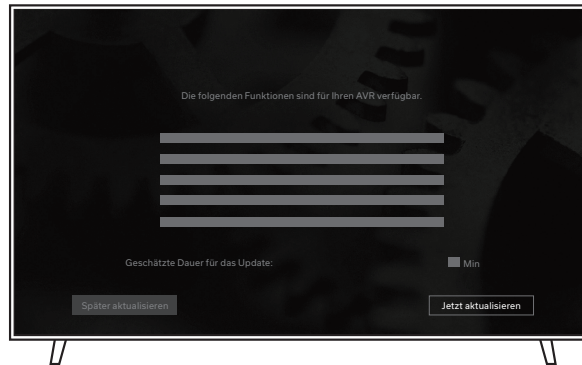 Die folgenden Funktionen sind für Ihren AVR verfügbar.
Geschätzte Dauer für das Update: Min
Später aktualisieren Jetzt aktualisieren